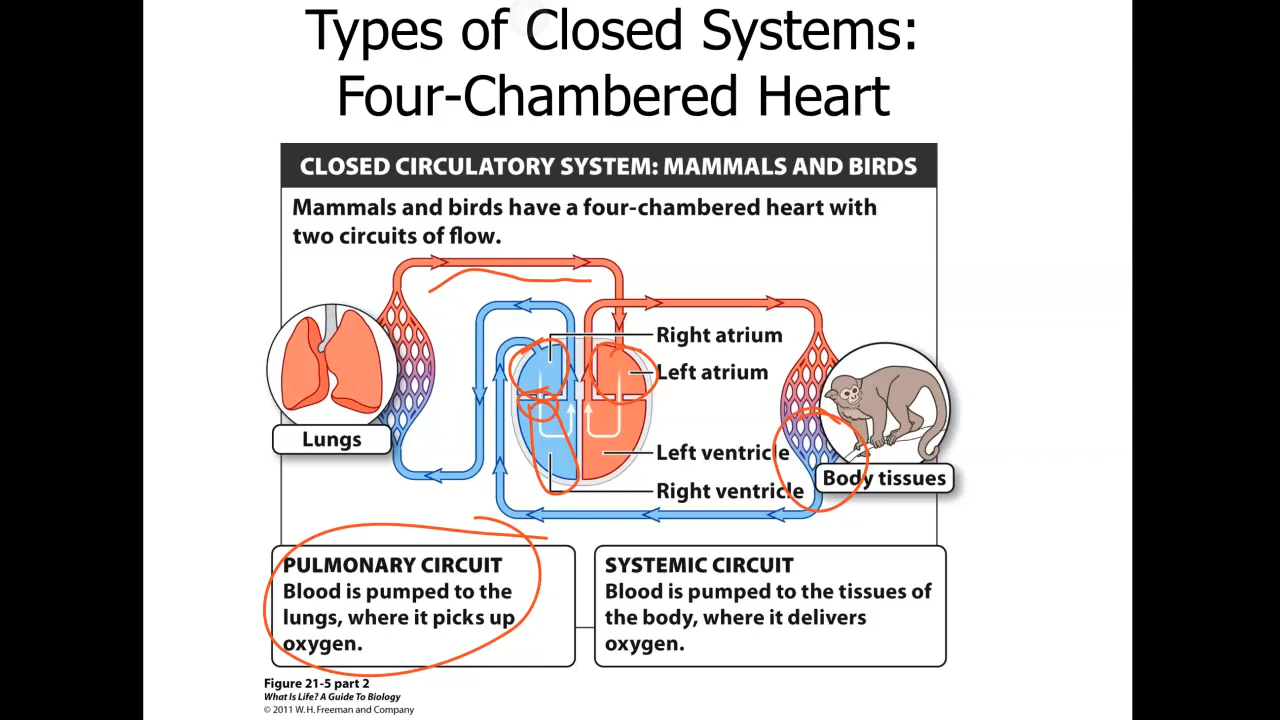 Types of Closed Systems:
Four-Chambered Heart
CLOSED CIRCULATORY SYSTEM: MAMMALS AND BIRDS
Mammals and birds have a four-chambered heart with
two circuits of flow.
Right atrium
Left atrium
Lungs
Left ventricle
Right ventricle
Body tissues
PULMONARY CIRCUIT
Blood is pumped to the
lungs, where it picks up
oxygen.
SYSTEMIC CIRCUIT
Blood is pumped to the tissues of
the body, where it delivers
oxygen.
Figure 21-5 part 2
What Is Life? A Guide To Biology
© 2011 W. H. Freeman and Company